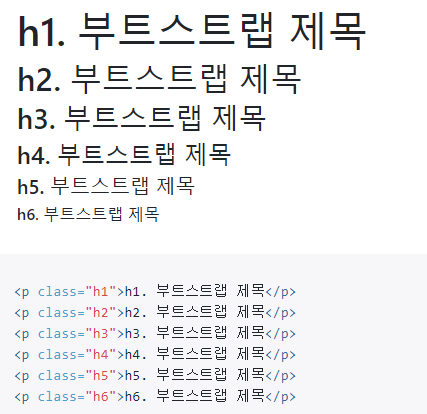 h1. 부트스트랩 제목
h2. 부트스트랩 제목
h3. 부트스트랩 제목
h4. 부트스트랩 제목
h5. 부트스트랩 제목
h6. 부트스트랩 제목
<p class="h1">h1. 부트스트랩 제목</p>
<p class="h2">h2. 부트스트랩 제목</p>
<p class="h3">h3. 부트스트랩 제목</p>
<p class="h4">h4. 부트스트랩 제목</p>
<p class="h5">h5. 부트스트랩 제목</p>
<p class="h6">h6. 부트스트랩 제목</p>